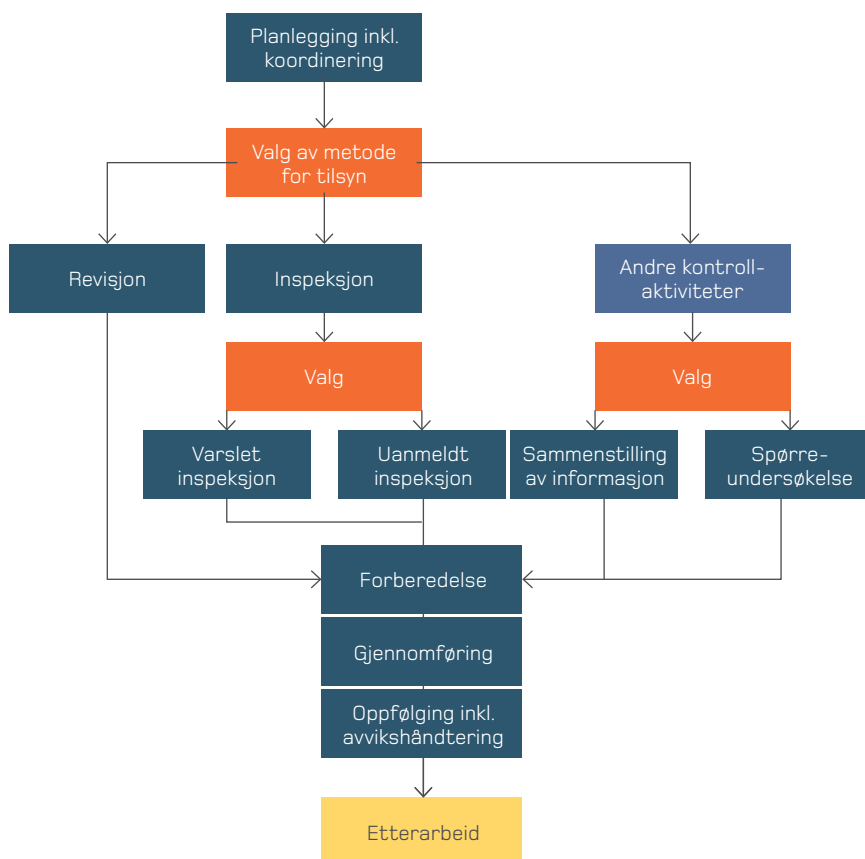 Planlegging inkl.
koordinering
Valg av metode
for tilsyn
Revisjon
Inspeksjon
Andre kontroll-
aktiviteter
Valg
Valg
Varslet
inspeksjon
Uanmeldt
inspeksjon
Sammenstilling
av informasjon
Spørre-
undersøkelse
Forberedelse
Gjennomføring
Oppfølging inkl.
avvikshåndtering
Etterarbeid